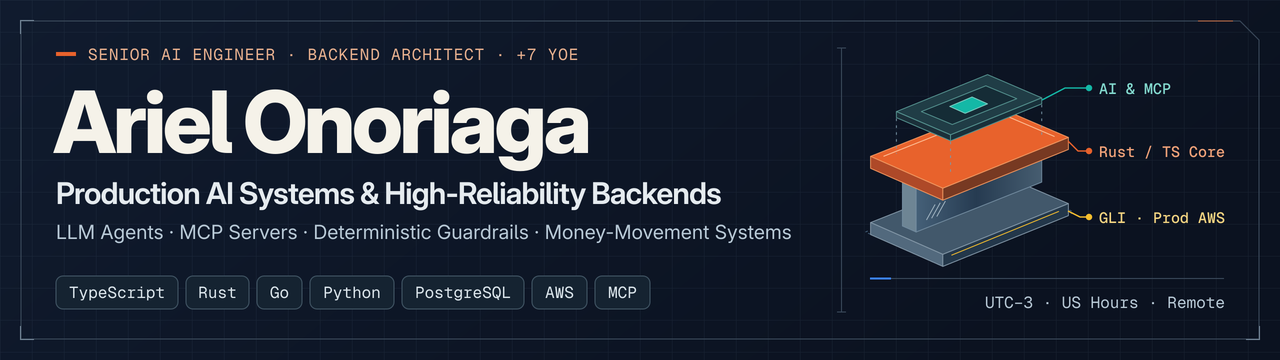 SENIOR AI ENGINEER · BACKEND ARCHITECT · +7 YOE
Ariel Onoriaga
Production AI Systems & High-Reliability Backends
LLM Agents · MCP Servers · Deterministic Guardrails · Money-Movement Systems
TypeScript Rust Go Python PostgreSQL AWS MCP
AI & MCP
Rust / TS Core
GLI · Prod AWS
UTC–3 · US Hours · Remote